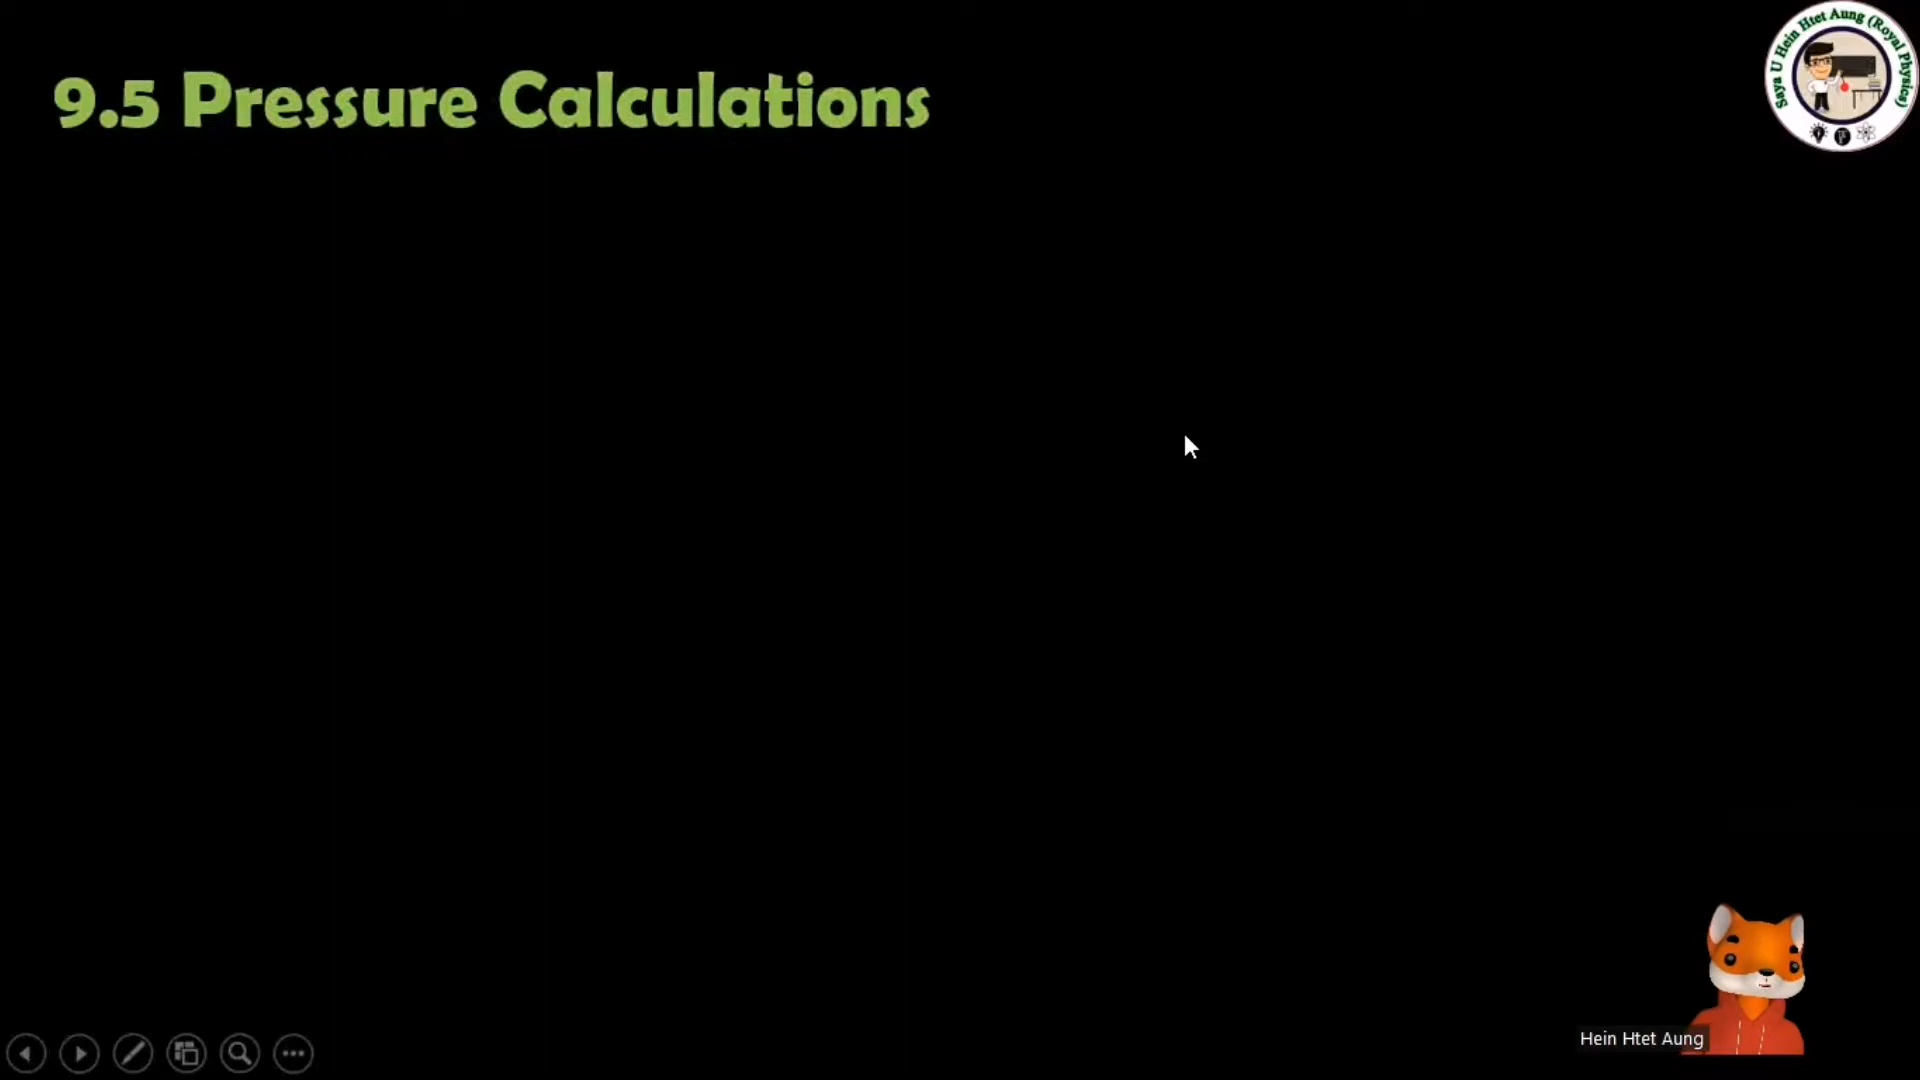 9.5 Pressure Calculations
Saya U Hein Htet Aung (Royal Physics)
Hein Htet Aung